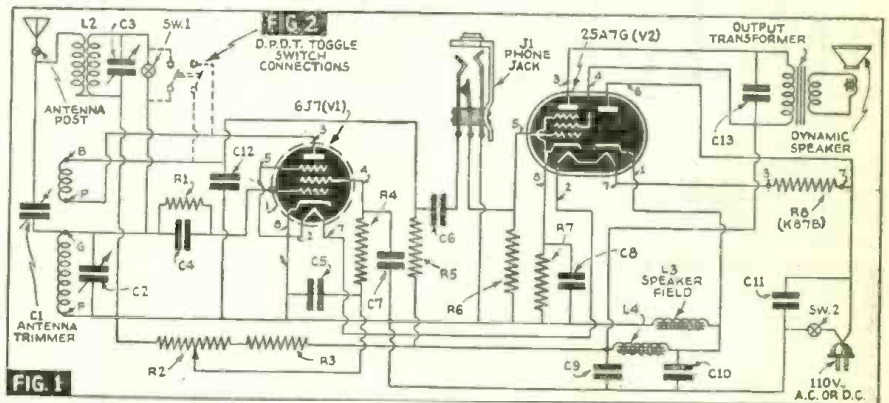 L2
C3
SW.1
FIG.2
D.P.D.T. TOGGLE
SWITCH
CONNECTIONS
ANTENNA
POST
B
P
C12
6J7(V1)
3
5
4
1
8
2
7
R1
C4
R4
G
F
C2
C1
ANTENNA
TRIMMER
C5
C7
R5
C6
R2
R3
FIG. 1
J1
PHONE
JACK
25A7G (V2)
3
4
6
5
8
2
7
1
R6
R7
C8
L3
SPEAKER
FIELD
L4
C9
C10
OUTPUT
TRANSFORMER
C13
DYNAMIC
SPEAKER
3
7
R8
(K87B)
C11
SW.2
110V.
A.C. OR D.C.